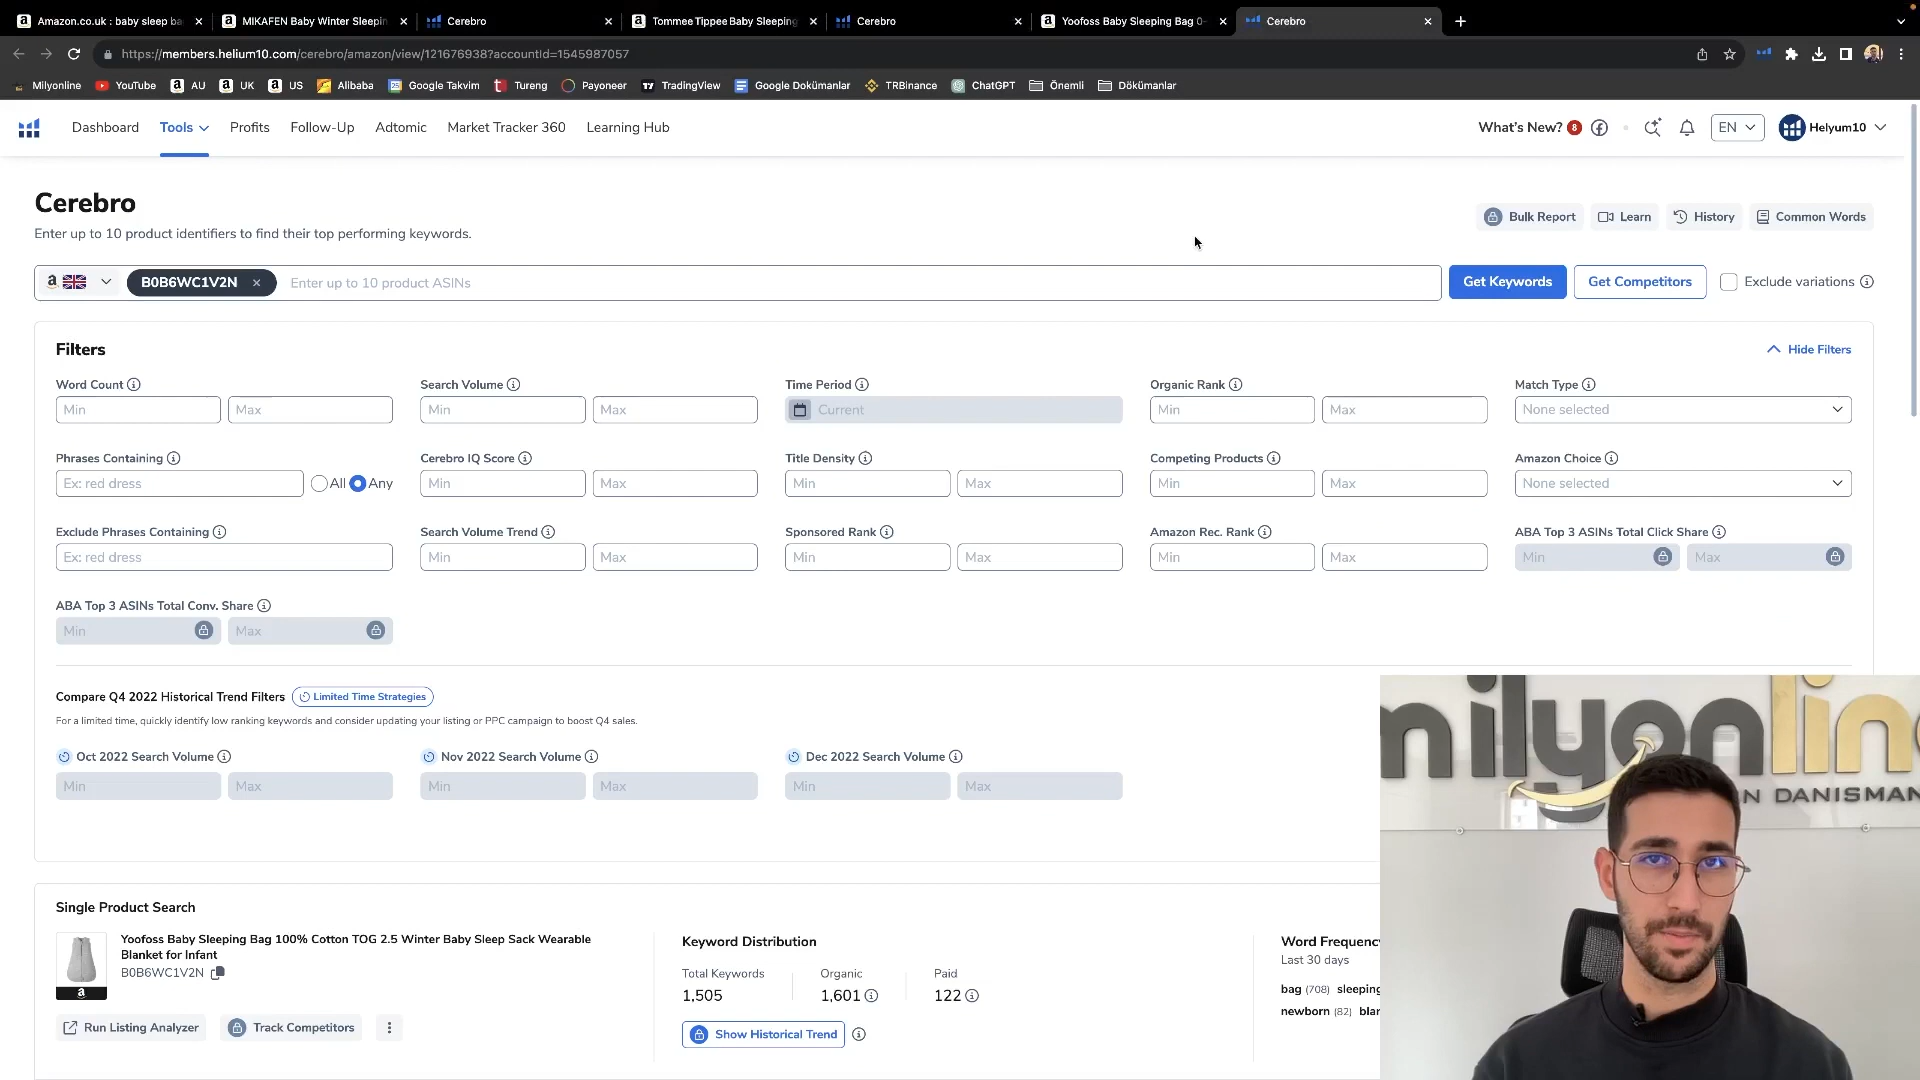 Amazon.co.uk : baby sleep ba
MIKAFEN Baby Winter Sleepin
Cerebro
Tommee Tippee Baby Sleeping
Cerebro
Yoofoss Baby Sleeping Bag 0-
Cerebro
https://members.helium10.com/cerebro/amazon/view/121676938?accountId=1545987057
Milyonline
YouTube
AU
UK
US
Alibaba
Google Takvim
Tureng
Payoneer
TradingView
Google Dokümanlar
TRBinance
ChatGPT
Önemli
Dökümanlar
Dashboard
Tools
Profits
Follow-Up
Adtomic
Market Tracker 360
Learning Hub
What's New? 8
EN
Helyum10
Cerebro
Enter up to 10 product identifiers to find their top performing keywords.
Bulk Report
Learn
History
Common Words
B0B6WC1V2N
Enter up to 10 product ASINs
Get Keywords
Get Competitors
Exclude variations
Filters
Hide Filters
Word Count
Search Volume
Time Period
Organic Rank
Match Type
Min
Max
Min
Max
Current
Min
Max
None selected
Phrases Containing
Cerebro IQ Score
Title Density
Competing Products
Amazon Choice
Ex: red dress
All
Any
Min
Max
Min
Max
Min
Max
None selected
Exclude Phrases Containing
Search Volume Trend
Sponsored Rank
Amazon Rec. Rank
ABA Top 3 ASINs Total Click Share
Ex: red dress
Min
Max
Min
Max
Min
Max
Min
Max
ABA Top 3 ASINs Total Conv. Share
Min
Max
Compare Q4 2022 Historical Trend Filters
Limited Time Strategies
For a limited time, quickly identify low ranking keywords and consider updating your listing or PPC campaign to boost Q4 sales.
Oct 2022 Search Volume
Nov 2022 Search Volume
Dec 2022 Search Volume
Min
Max
Min
Max
Min
Max
milyonlin
N DANISMAN
Single Product Search
Yoofoss Baby Sleeping Bag 100% Cotton TOG 2.5 Winter Baby Sleep Sack Wearable
Blanket for Infant
B0B6WC1V2N
Run Listing Analyzer
Track Competitors
Keyword Distribution
Total Keywords
Organic
Paid
1,505
1,601
122
Show Historical Trend
Word Frequency
Last 30 days
bag (708) sleeping
newborn (82) blan